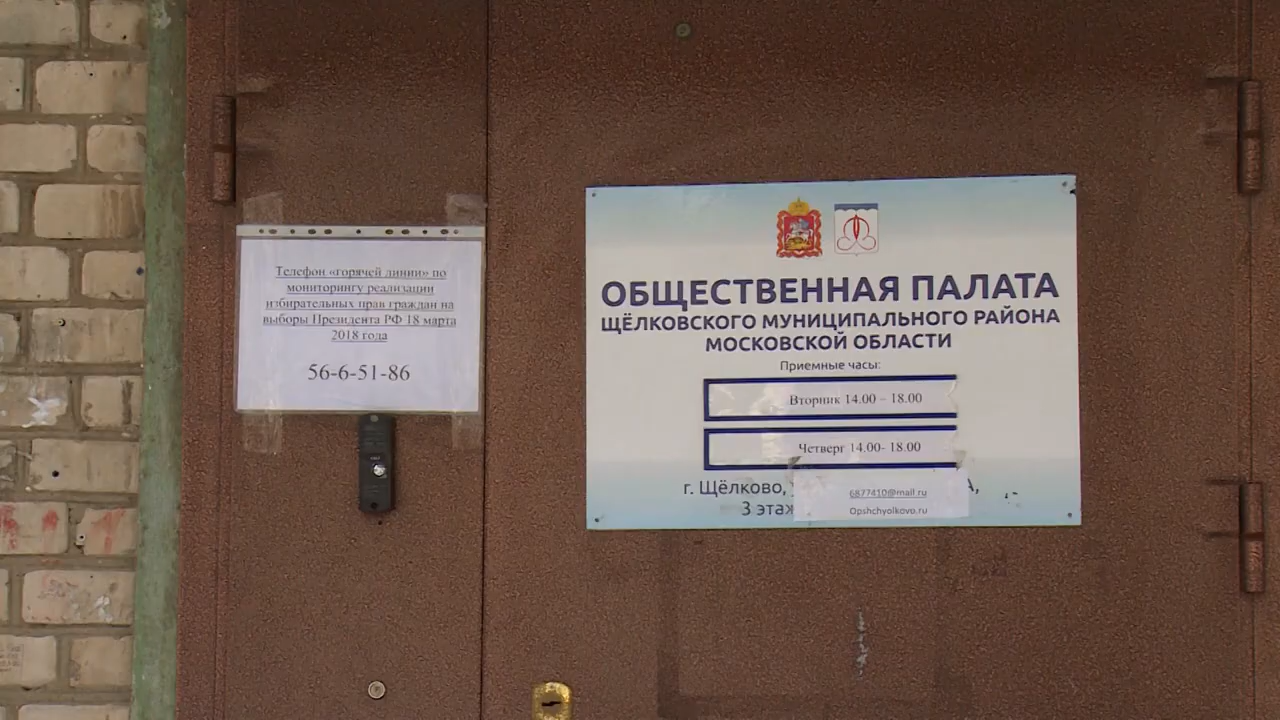 Телефон «горячей линии» по
мониторингу реализации
избирательных прав граждан на
выборы Президента РФ 18 марта
2018 года
56-6-51-86
ОБЩЕСТВЕННАЯ ПАЛАТА
ЩЁЛКОВСКОГО МУНИЦИПАЛЬНОГО РАЙОНА
МОСКОВСКОЙ ОБЛАСТИ
Приемные часы:
Вторник 14.00 – 18.00
Четверг 14.00- 18.00
г. Щёлково,
3 этаж
6877410@mail.ru
Opshchyolkovo.ru